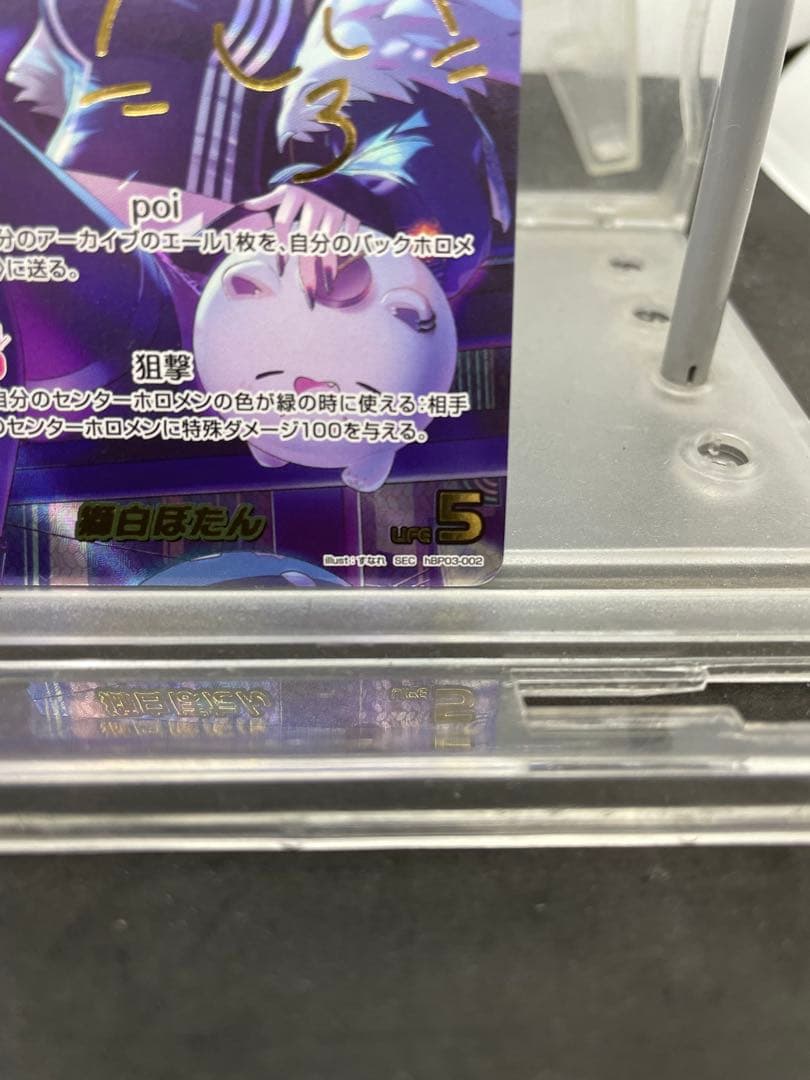 poi
分のアーカイブのエール1枚を、自分のバックホロメ
に送る。
狙撃
自分のセンターホロメンの色が緑の時に使える:相手
のセンターホロメンに特殊ダメージ100を与える。
獅白ぼたん
LIFE 5
illust:すなれ SEC hBP03-002